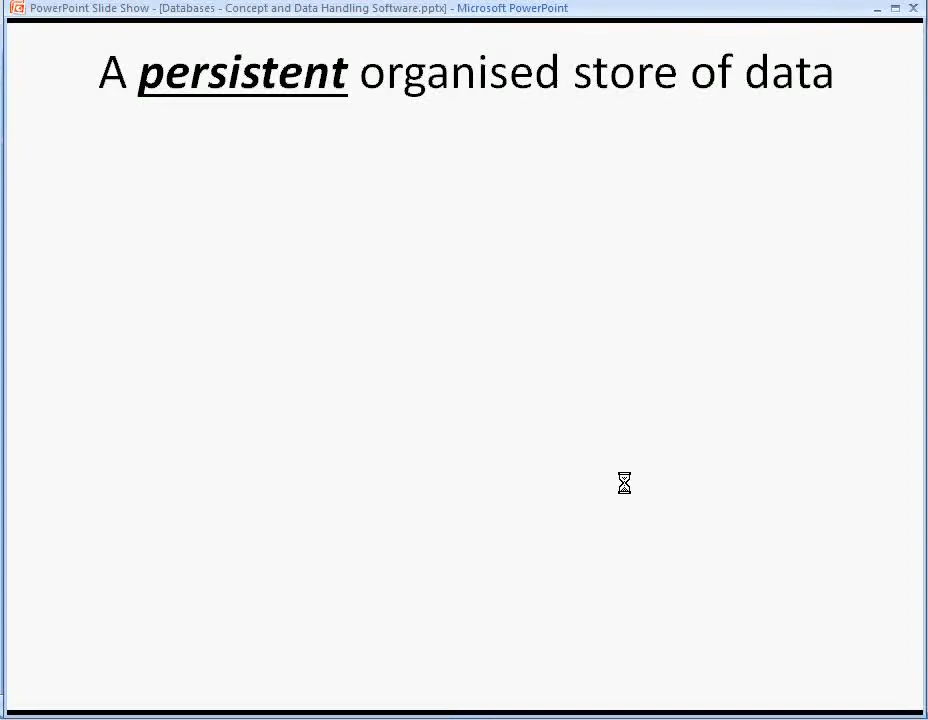 PowerPoint Slide Show - [Databases - Concept and Data Handling Software.pptx] - Microsoft PowerPoint
A persistent organised store of data